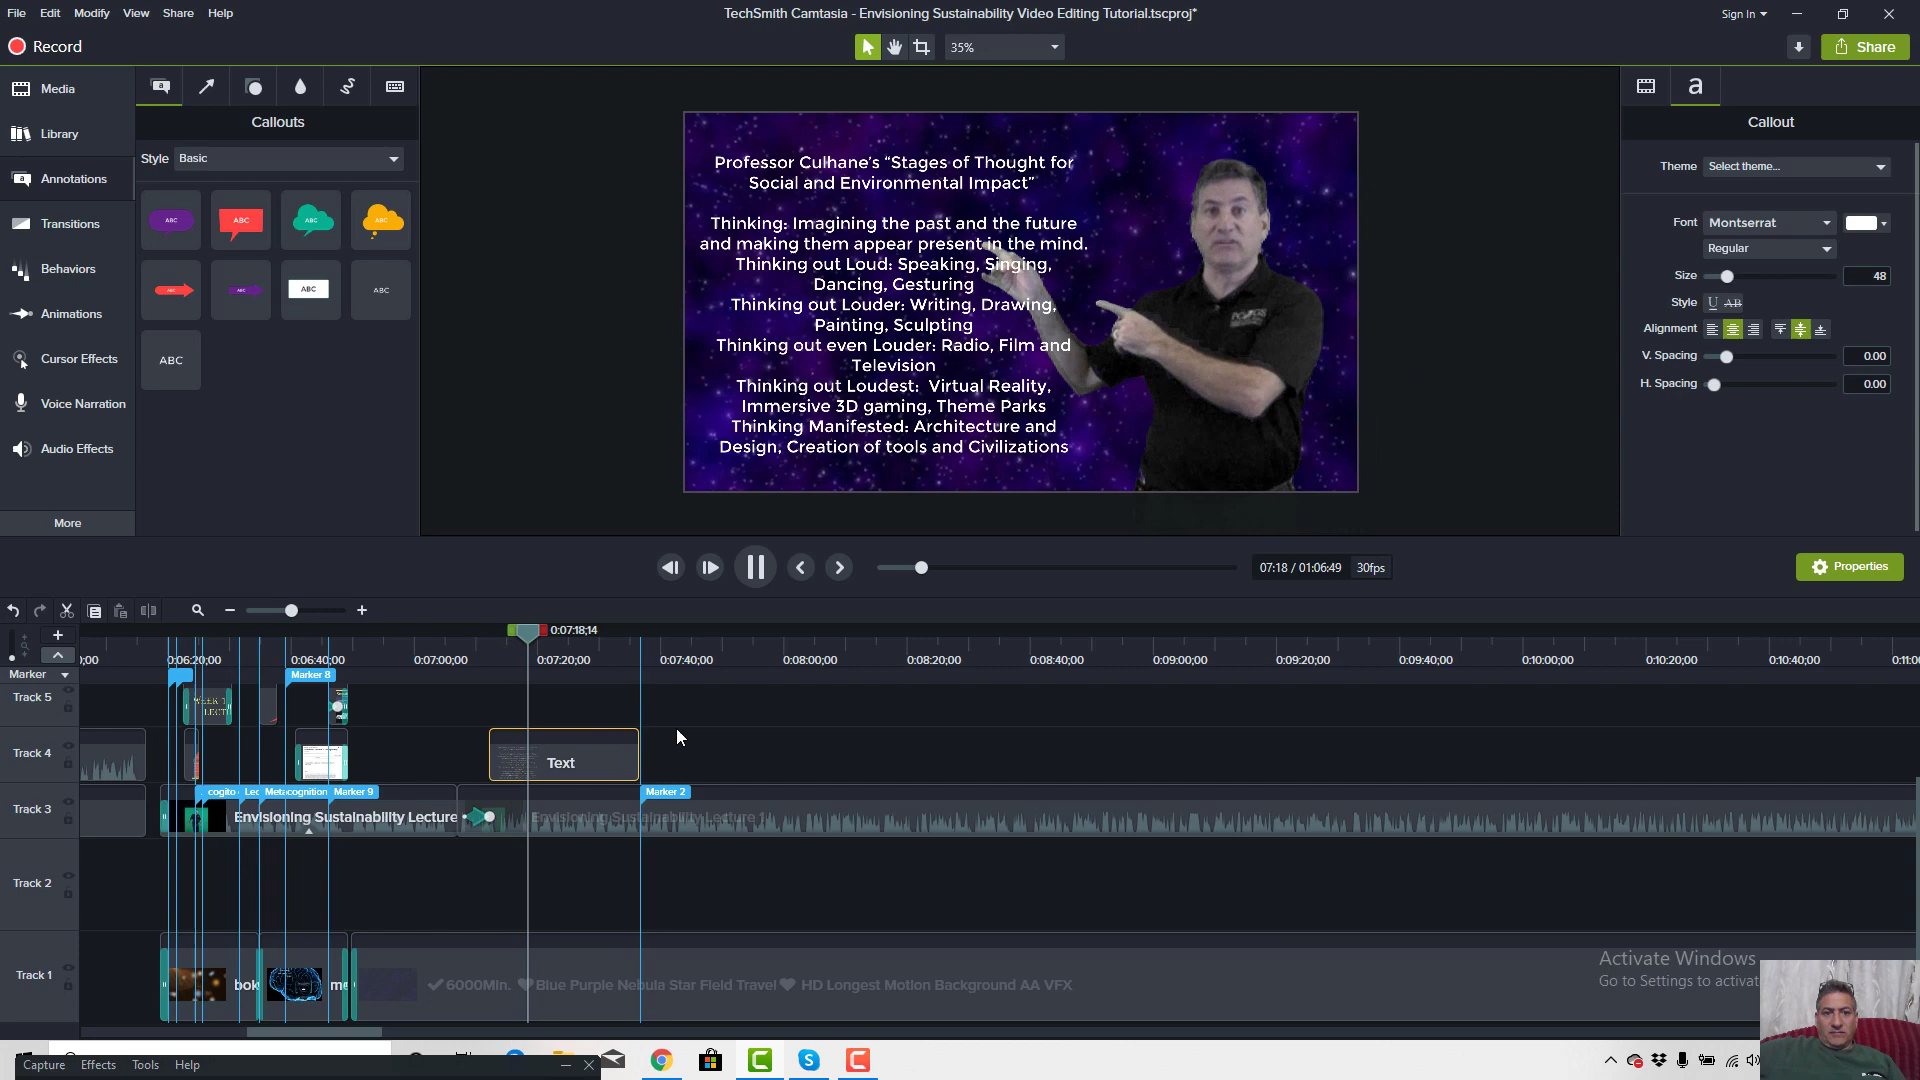 File Edit Modify View Share Help
TechSmith Camtasia - Envisioning Sustainability Video Editing Tutorial.tscproj*
Sign In
Record
35%
Share
Media
Library
Annotations
Transitions
Behaviors
Animations
Cursor Effects
Voice Narration
Audio Effects
More
Callouts
Style Basic
ABC ABC ABC ABC
ABC ABC ABC ABC
ABC
Professor Culhane's “Stages of Thought for
Social and Environmental Impact”
Thinking: Imagining the past and the future
and making them appear present in the mind.
Thinking out Loud: Speaking, Singing,
Dancing, Gesturing
Thinking out Louder: Writing, Drawing,
Painting, Sculpting
Thinking out even Louder: Radio, Film and
Television
Thinking out Loudest: Virtual Reality,
Immersive 3D gaming, Theme Parks
Thinking Manifested: Architecture and
Design, Creation of tools and Civilizations
Callout
Theme Select theme...
Font Montserrat
Regular
Size 48
Style U AB
Alignment
V. Spacing 0.00
H. Spacing 0.00
07:18 / 01:06:49 30fps
Properties
0:07:18;14
0:06:20;00 0:06:40;00 0:07:00;00 0:07:20;00 0:07:40;00 0:08:00;00 0:08:20;00 0:08:40;00 0:09:00;00 0:09:20;00 0:09:40;00 0:10:00;00 0:10:20;00 0:10:40;00
Marker
Marker 8
Track 5
Track 4
Text
cogito Metacognition Marker 9 Marker 2
Track 3
Envisioning Sustainability Lecture
Envisioning Sustainability Lecture 1
Track 2
Track 1
bok
6000Min. Blue Purple Nebula Star Field Travel HD Longest Motion Background AA VFX
Activate Windows
Go to Settings to activat
Capture Effects Tools Help